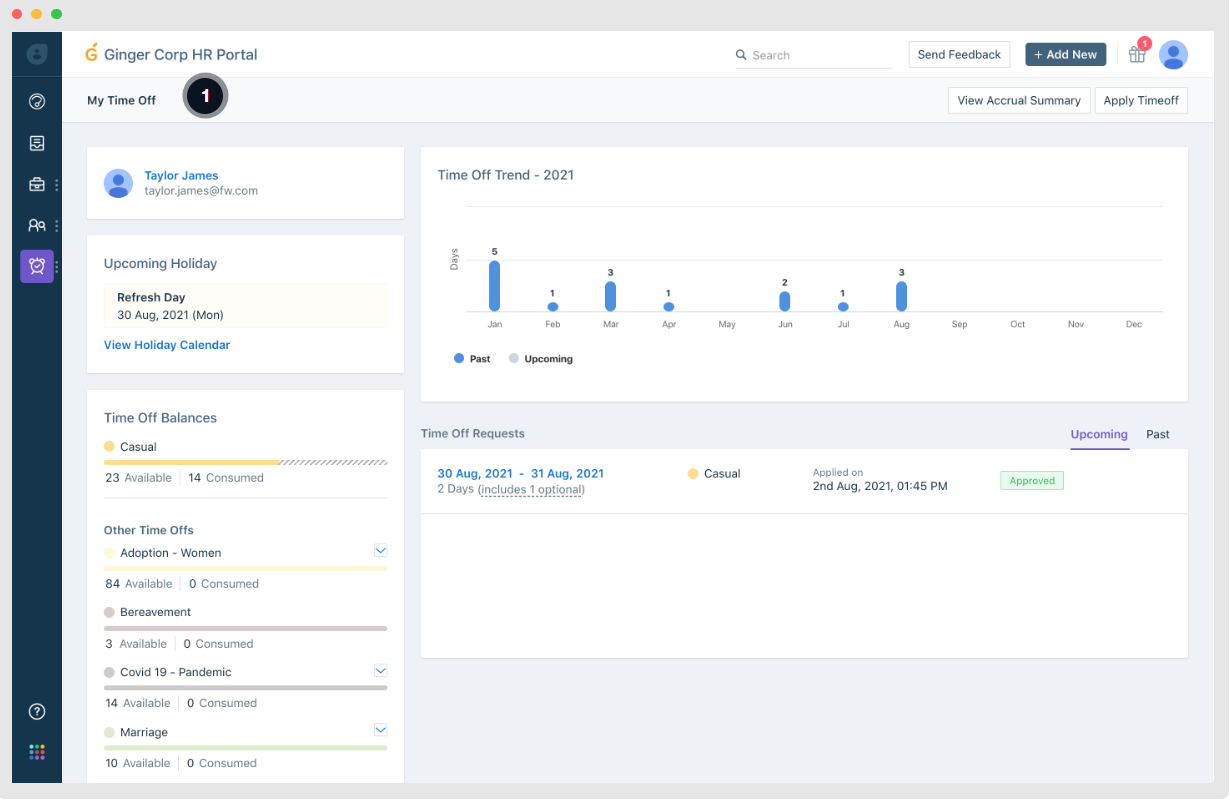 Ginger Corp HR Portal
Search
Send Feedback
+ Add New
1
My Time Off
1
View Accrual Summary
Apply Timeoff
Taylor James
taylor.james@fw.com
Upcoming Holiday
Refresh Day
30 Aug, 2021 (Mon)
View Holiday Calendar
Time Off Balances
Casual
23 Available
14 Consumed
Other Time Offs
Adoption - Women
84 Available
0 Consumed
Bereavement
3 Available
0 Consumed
Covid 19 - Pandemic
14 Available
0 Consumed
Marriage
10 Available
0 Consumed
Time Off Trend - 2021
Days
5
1
3
1
2
1
3
Jan
Feb
Mar
Apr
May
Jun
Jul
Aug
Sep
Oct
Nov
Dec
Past
Upcoming
Time Off Requests
Upcoming
Past
30 Aug, 2021 - 31 Aug, 2021
2 Days (includes 1 optional)
Casual
Applied on
2nd Aug, 2021, 01:45 PM
Approved